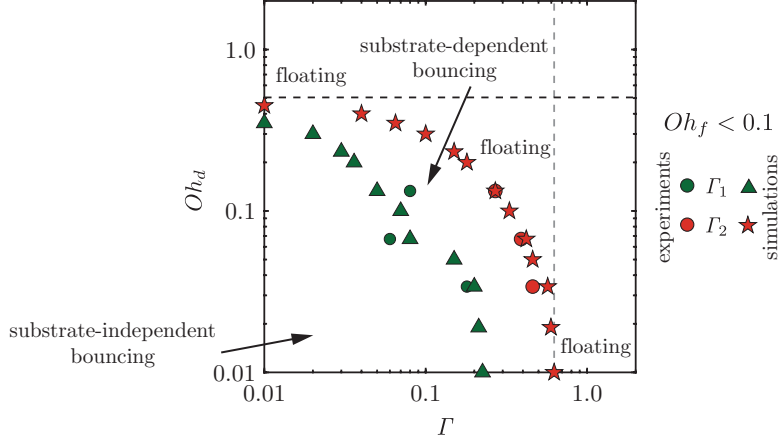 substrate-dependent
bouncing
floating
floating
floating
substrate-independent
bouncing
1.0
0.1
0.01
Oh_d
0.01
0.1
1.0
Γ
Oh_f < 0.1
experiments
Γ_1
Γ_2
simulations